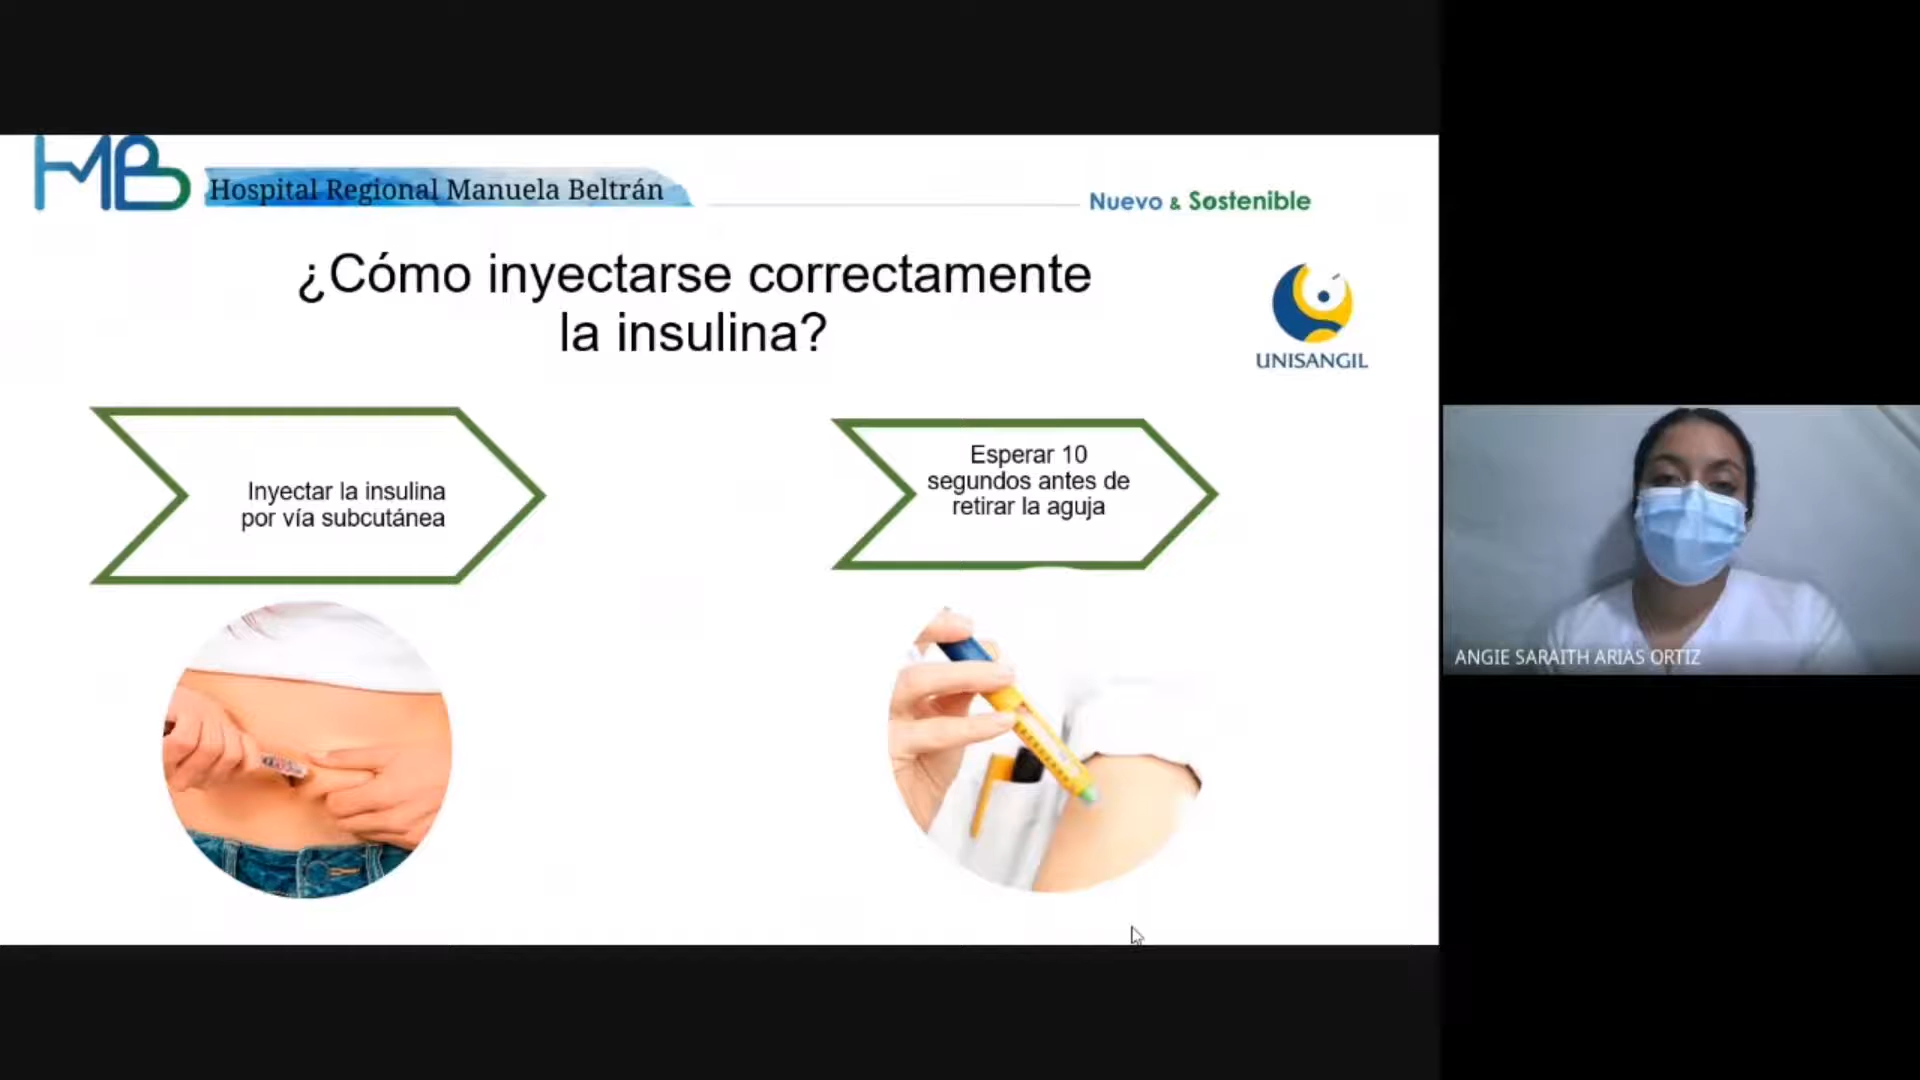 HMB
Hospital Regional Manuela Beltrán
Nuevo & Sostenible
¿Cómo inyectarse correctamente
la insulina?
UNISANGIL
Inyectar la insulina
por vía subcutánea
Esperar 10
segundos antes de
retirar la aguja
ANGIE SARAITH ARIAS ORTIZ